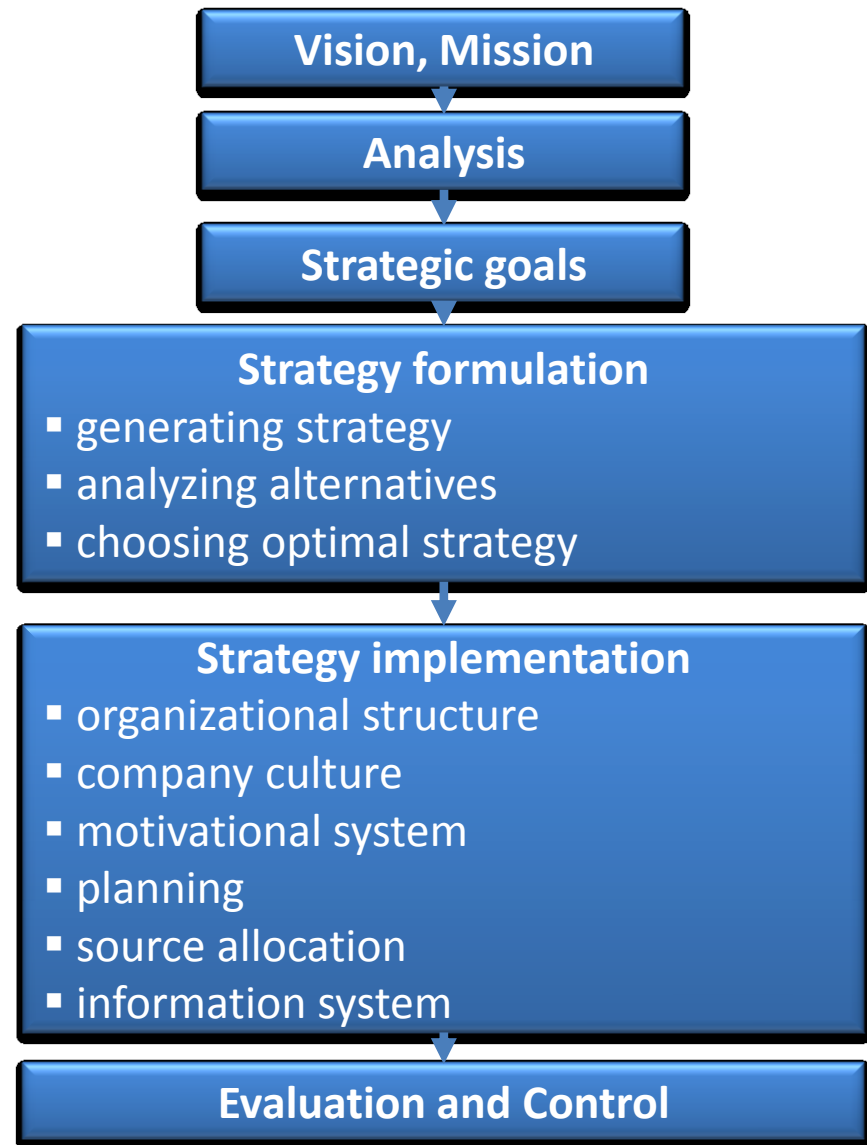 Vision, Mission
Analysis
Strategic goals
Strategy formulation
▪ generating strategy
▪ analyzing alternatives
▪ choosing optimal strategy
Strategy implementation
▪ organizational structure
▪ company culture
▪ motivational system
▪ planning
▪ source allocation
▪ information system
Evaluation and Control